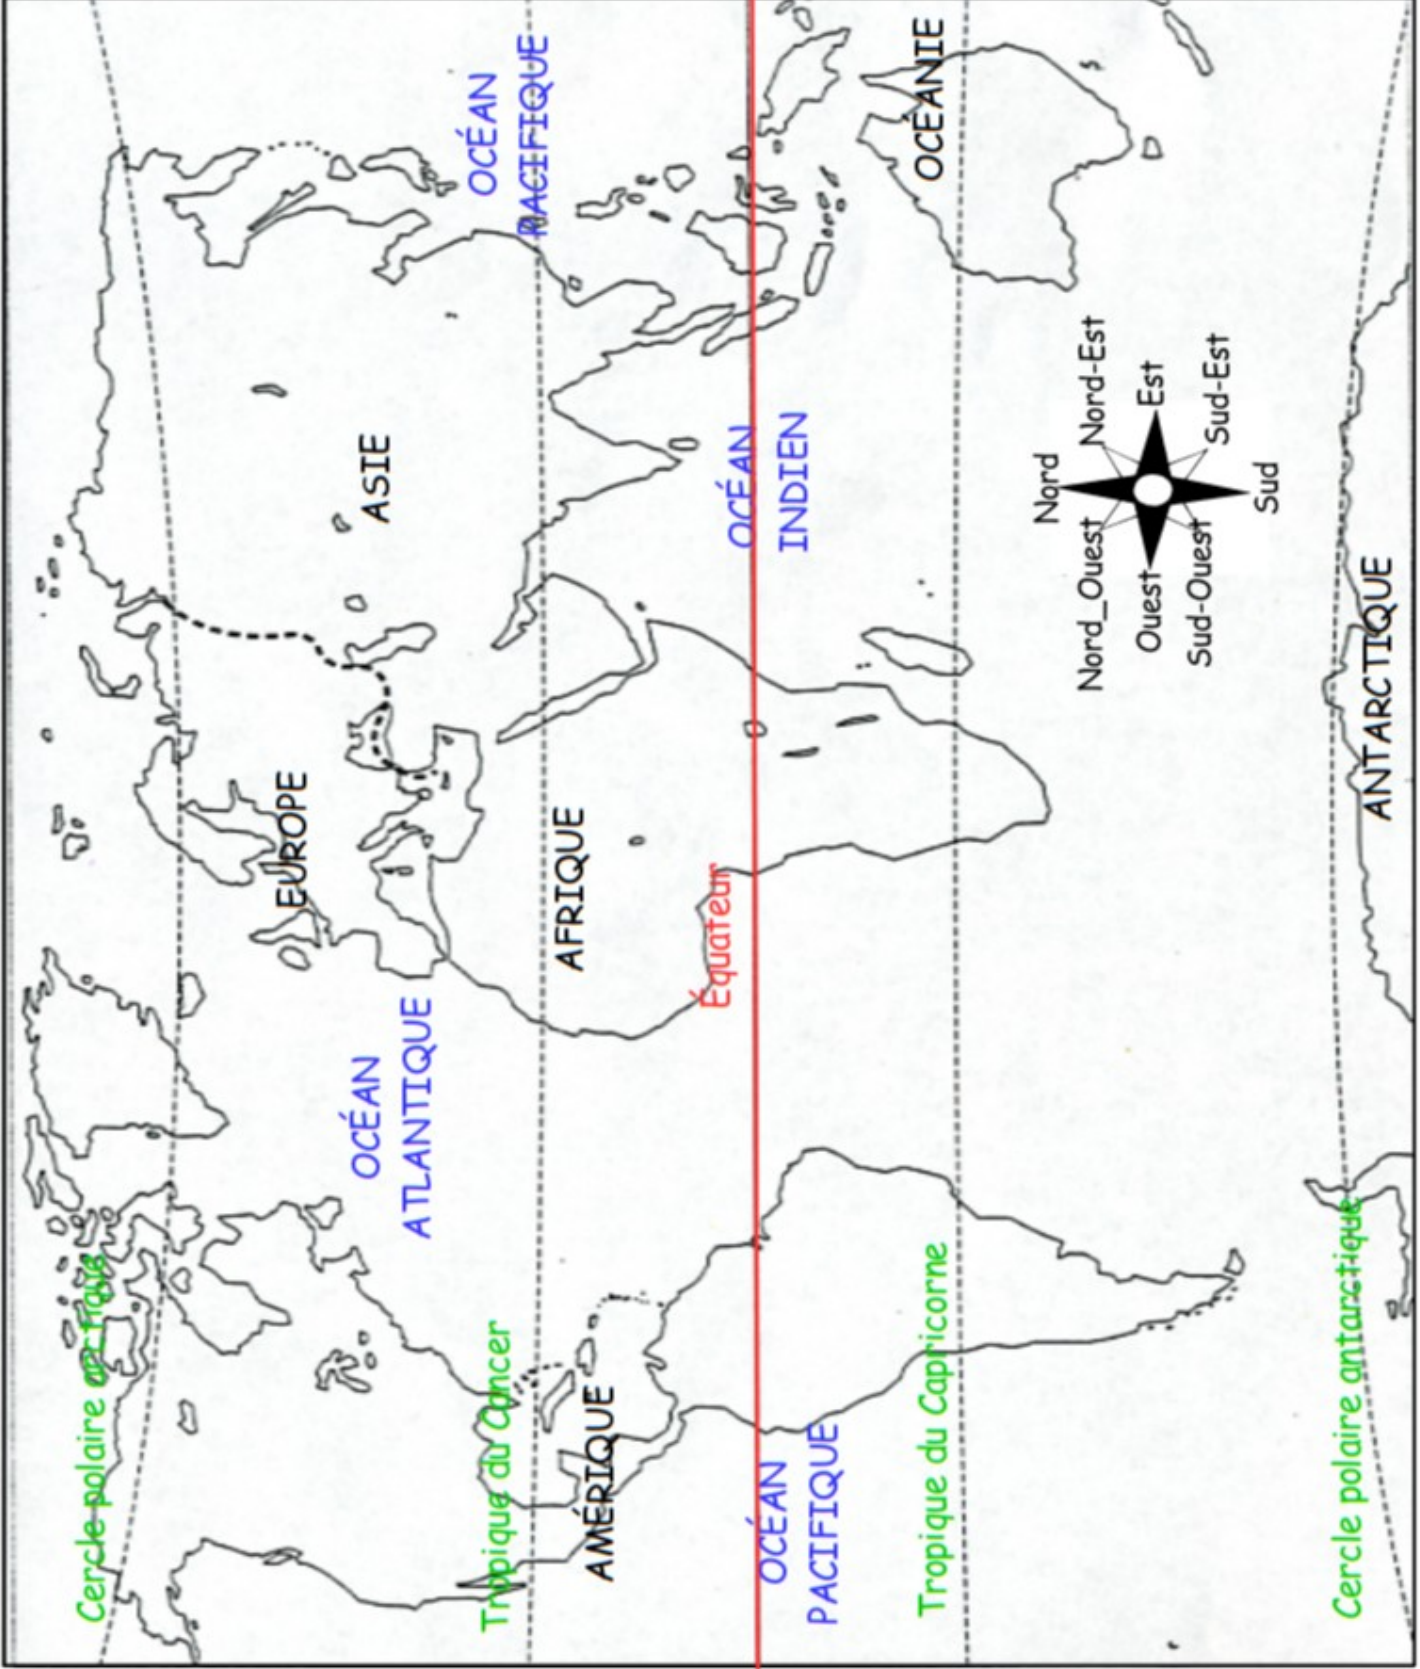 Cercle polaire arctique
EUROPE
ASIE
OCÉAN
ATLANTIQUE
OCÉAN
PACIFIQUE
Tropique du Cancer
AMÉRIQUE
AFRIQUE
Équateur
OCÉAN
INDIEN
OCÉAN
PACIFIQUE
OCÉANIE
Tropique du Capricorne
Nord
Nord_Ouest
Nord-Est
Ouest
Est
Sud-Ouest
Sud-Est
Sud
Cercle polaire antarctique
ANTARCTIQUE